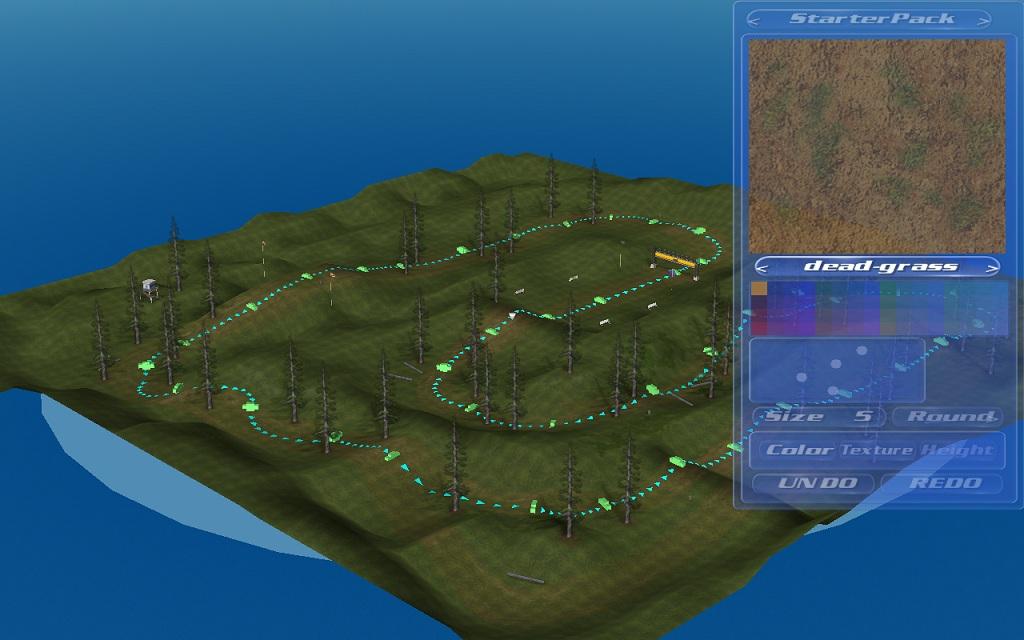 < StarterPack >
< dead-grass >
Size 5 Round
Color Texture Height
UNDO REDO